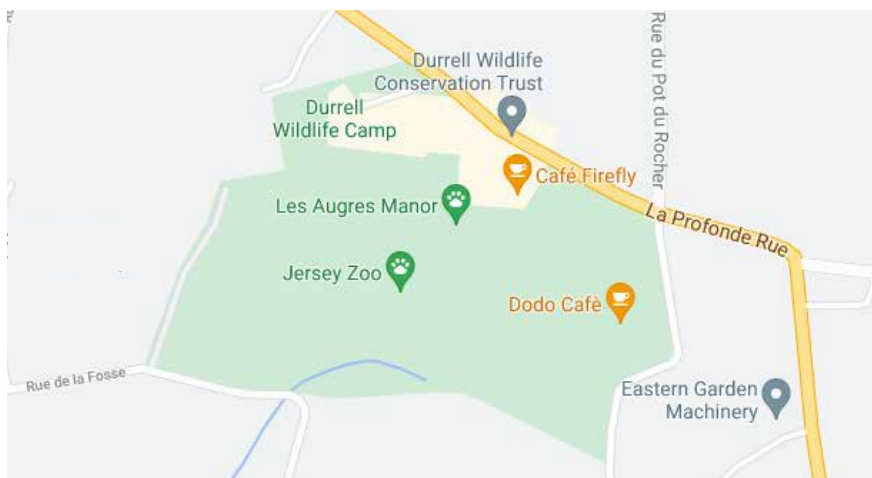 Durrell Wildlife
Conservation Trust
Rue du Pot du Rocher
Durrell
Wildlife Camp
Café Firefly
Les Augres Manor
La Profonde Rue
Jersey Zoo
Dodo Cafè
Rue de la Fosse
Eastern Garden
Machinery